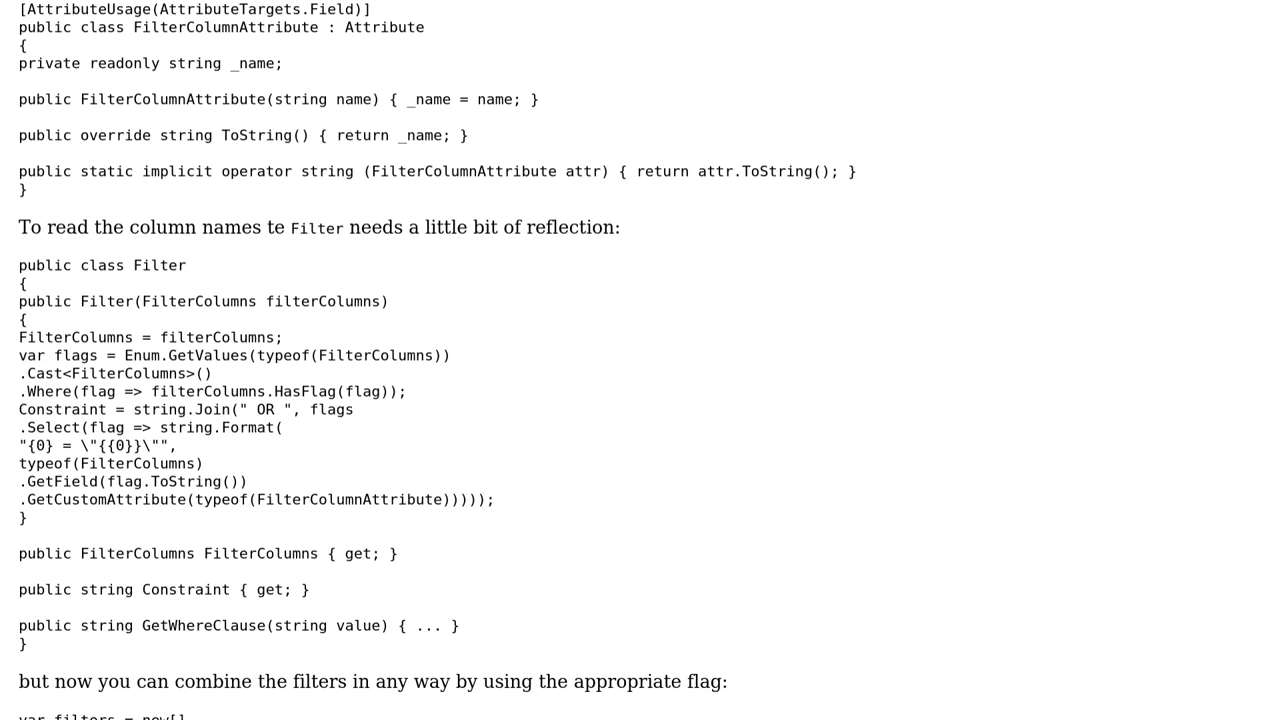 [AttributeUsage(AttributeTargets.Field)]
public class FilterColumnAttribute : Attribute
{
private readonly string _name;
public FilterColumnAttribute(string name) { _name = name; }
public override string ToString() { return _name; }
public static implicit operator string (FilterColumnAttribute attr) { return attr.ToString(); }
}
To read the column names te Filter needs a little bit of reflection:
public class Filter
{
public Filter(FilterColumns filterColumns)
{
FilterColumns = filterColumns;
var flags = Enum.GetValues(typeof(FilterColumns))
.Cast<FilterColumns>()
.Where(flag => filterColumns.HasFlag(flag));
Constraint = string.Join(" OR ", flags
.Select(flag => string.Format(
"{0} = \"{{0}}\"",
typeof(FilterColumns)
.GetField(flag.ToString())
.GetCustomAttribute(typeof(FilterColumnAttribute)))));
}
public FilterColumns FilterColumns { get; }
public string Constraint { get; }
public string GetWhereClause(string value) { ... }
}
but now you can combine the filters in any way by using the appropriate flag:
var filters = new[]